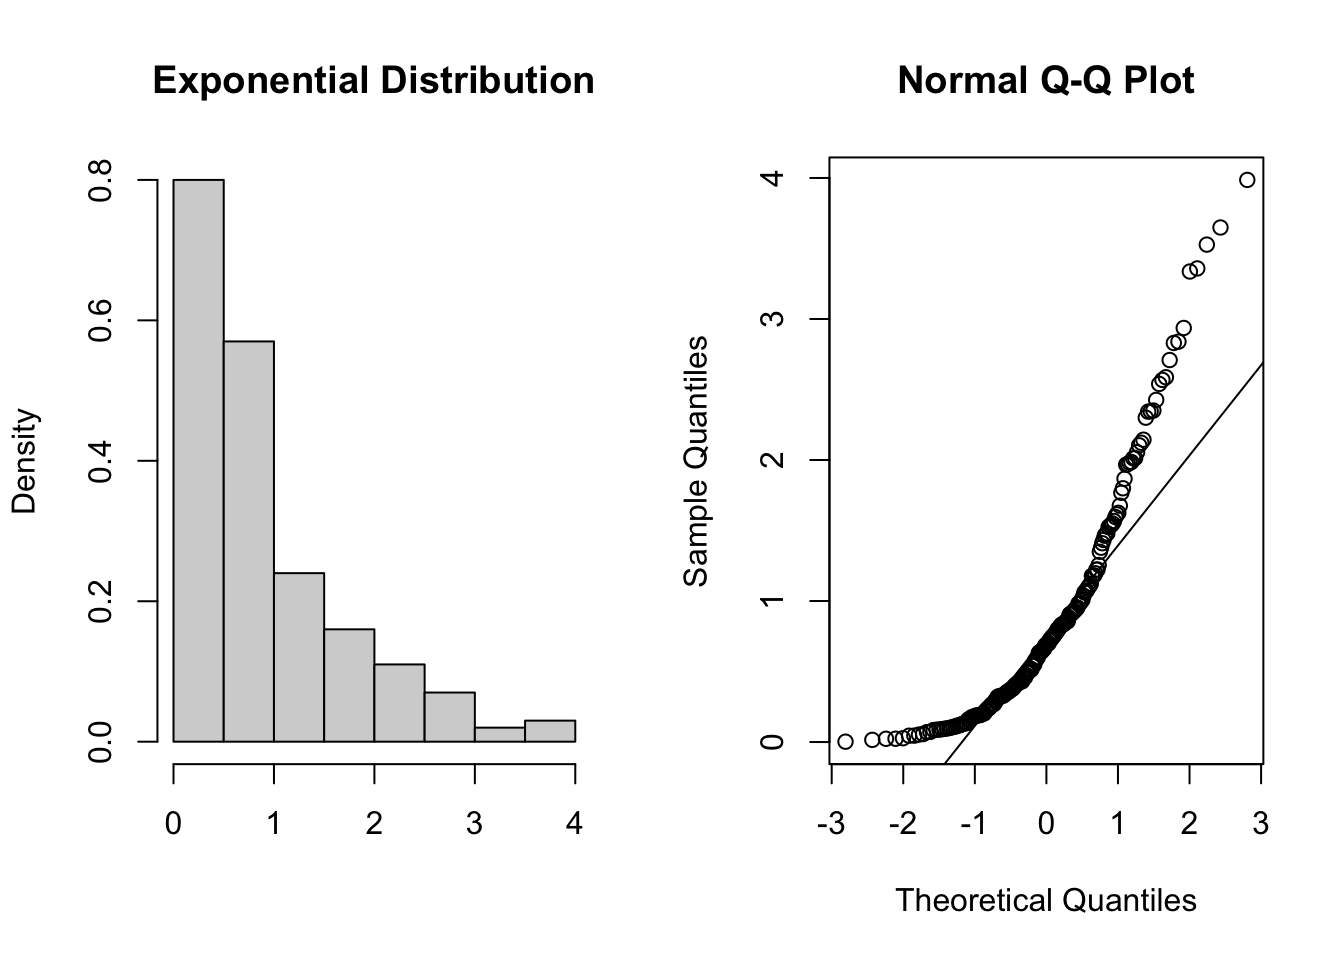 Exponential Distribution
Density
0.0
0.2
0.4
0.6
0.8
0 1 2 3 4
Normal Q-Q Plot
Sample Quantiles
0
1
2
3
4
-3 -2 -1 0 1 2 3
Theoretical Quantiles